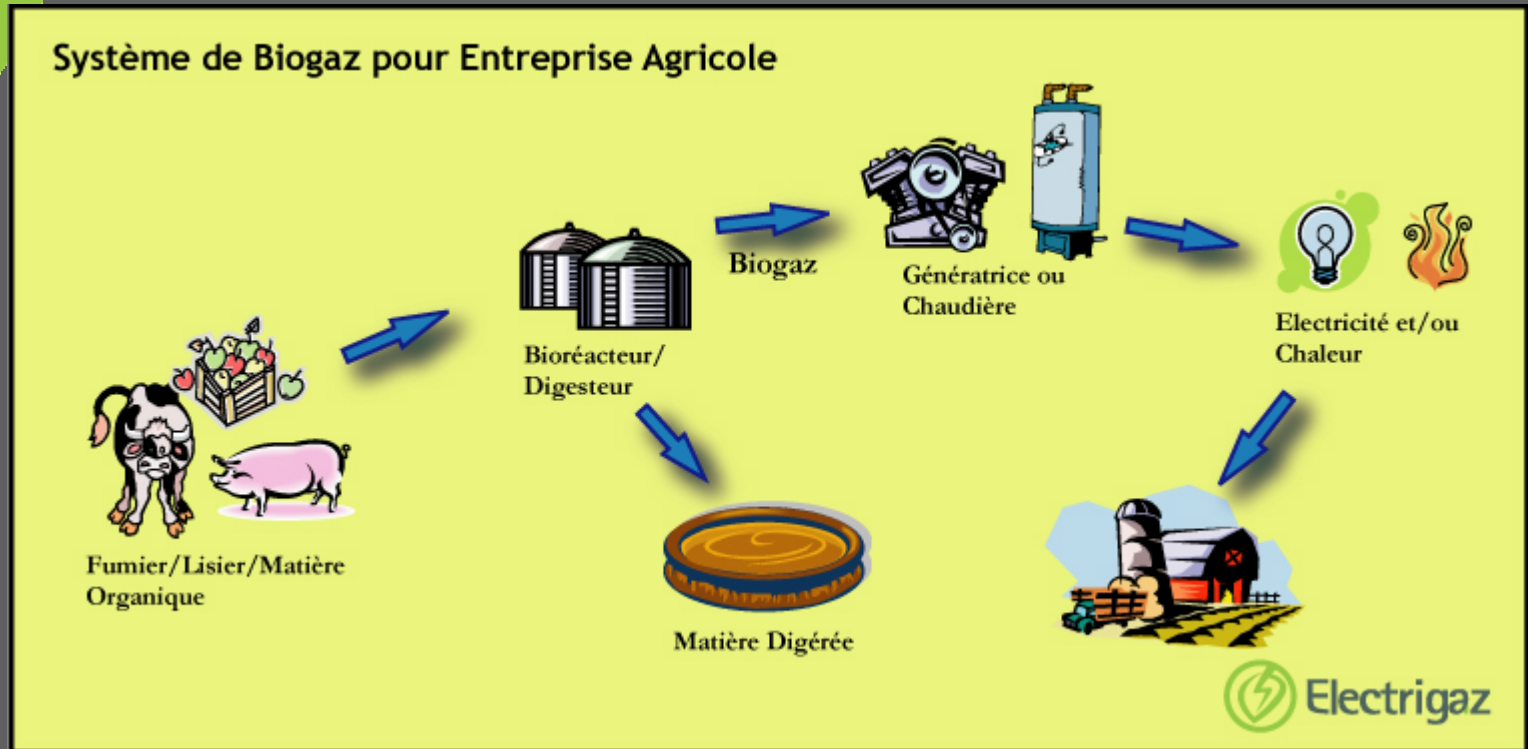 Système de Biogaz pour Entreprise Agricole
Biogaz
Génératrice ou
Chaudière
Electricité et/ou
Chaleur
Bioréacteur/
Digesteur
Fumier/Lisier/Matière
Organique
Matière Digérée
Electrigaz